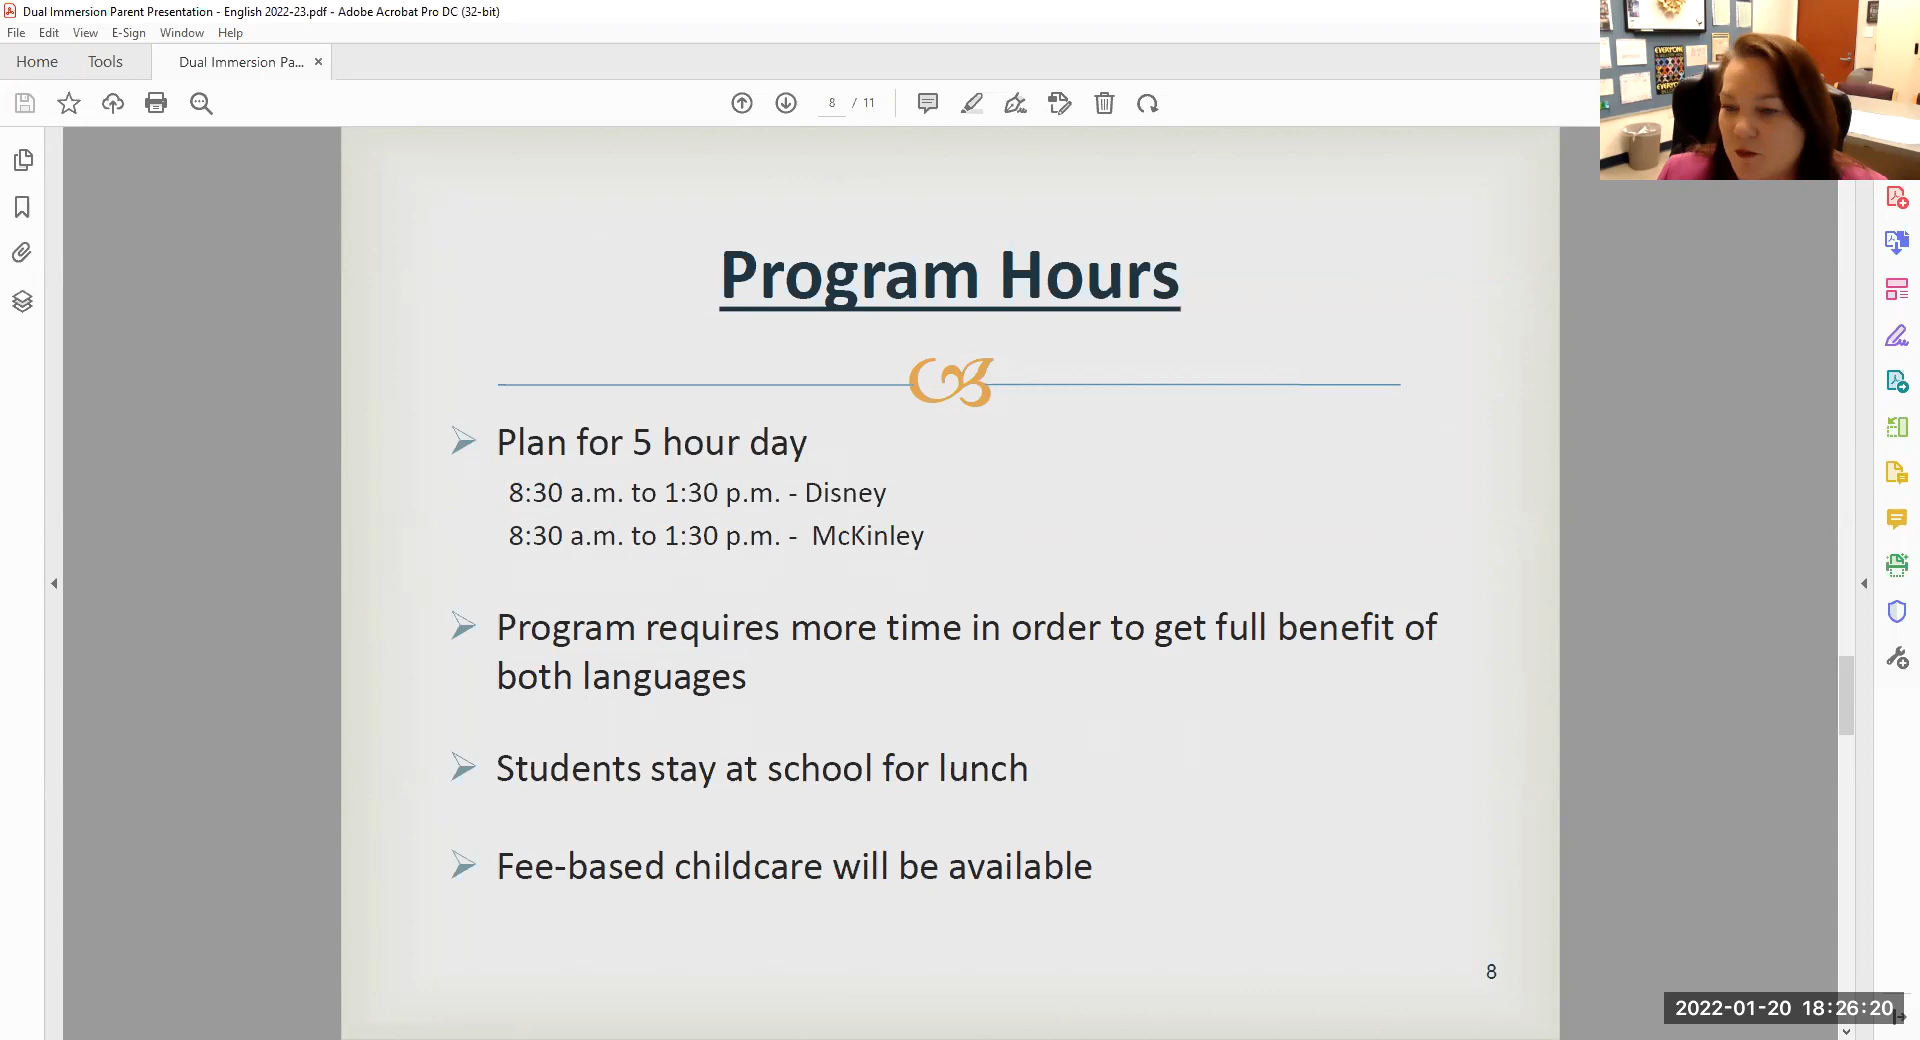 Dual Immersion Parent Presentation - English 2022-23.pdf - Adobe Acrobat Pro DC (32-bit)
File Edit View E-Sign Window Help
Home Tools Dual Immersion Pa... ×
8 / 11
EVERYONE
Program Hours
Plan for 5 hour day
8:30 a.m. to 1:30 p.m. - Disney
8:30 a.m. to 1:30 p.m. - McKinley
Program requires more time in order to get full benefit of
both languages
Students stay at school for lunch
Fee-based childcare will be available
8
2022-01-20 18:26:20